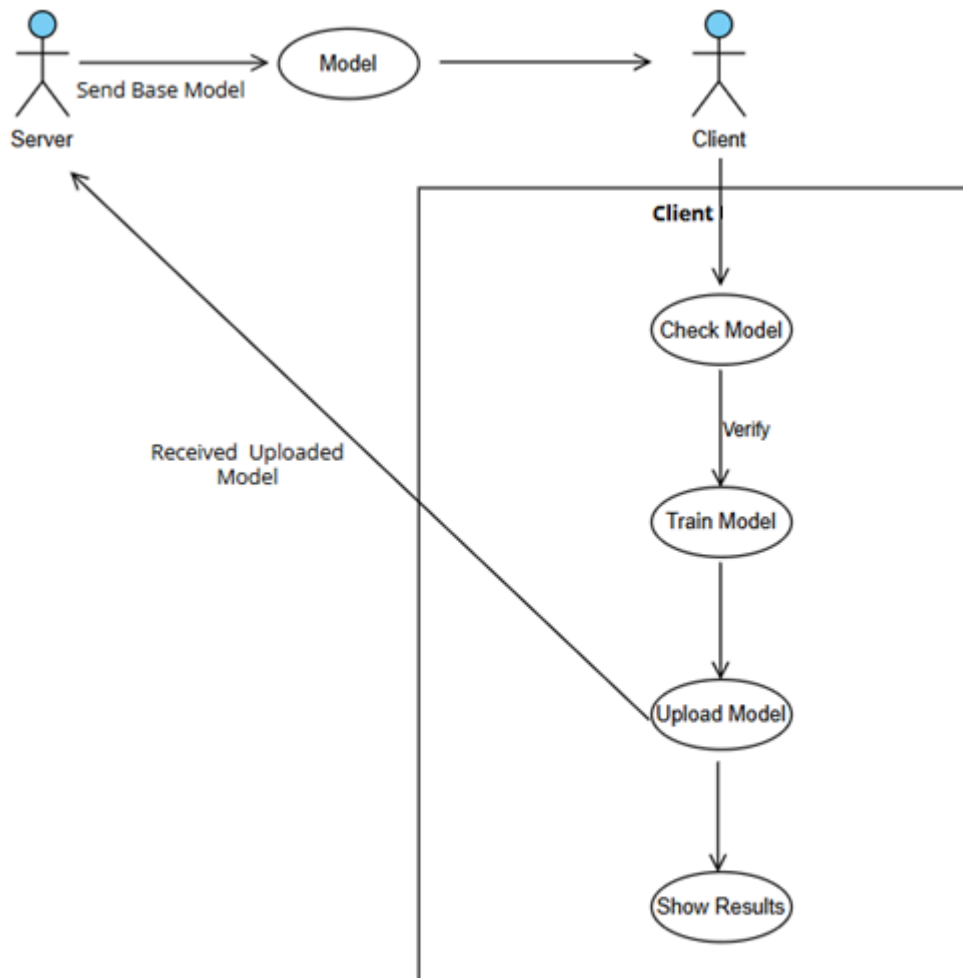 Model
Send Base Model
Server
Client
Client
Check Model
Verify
Received Uploaded
Model
Train Model
Upload Model
Show Results